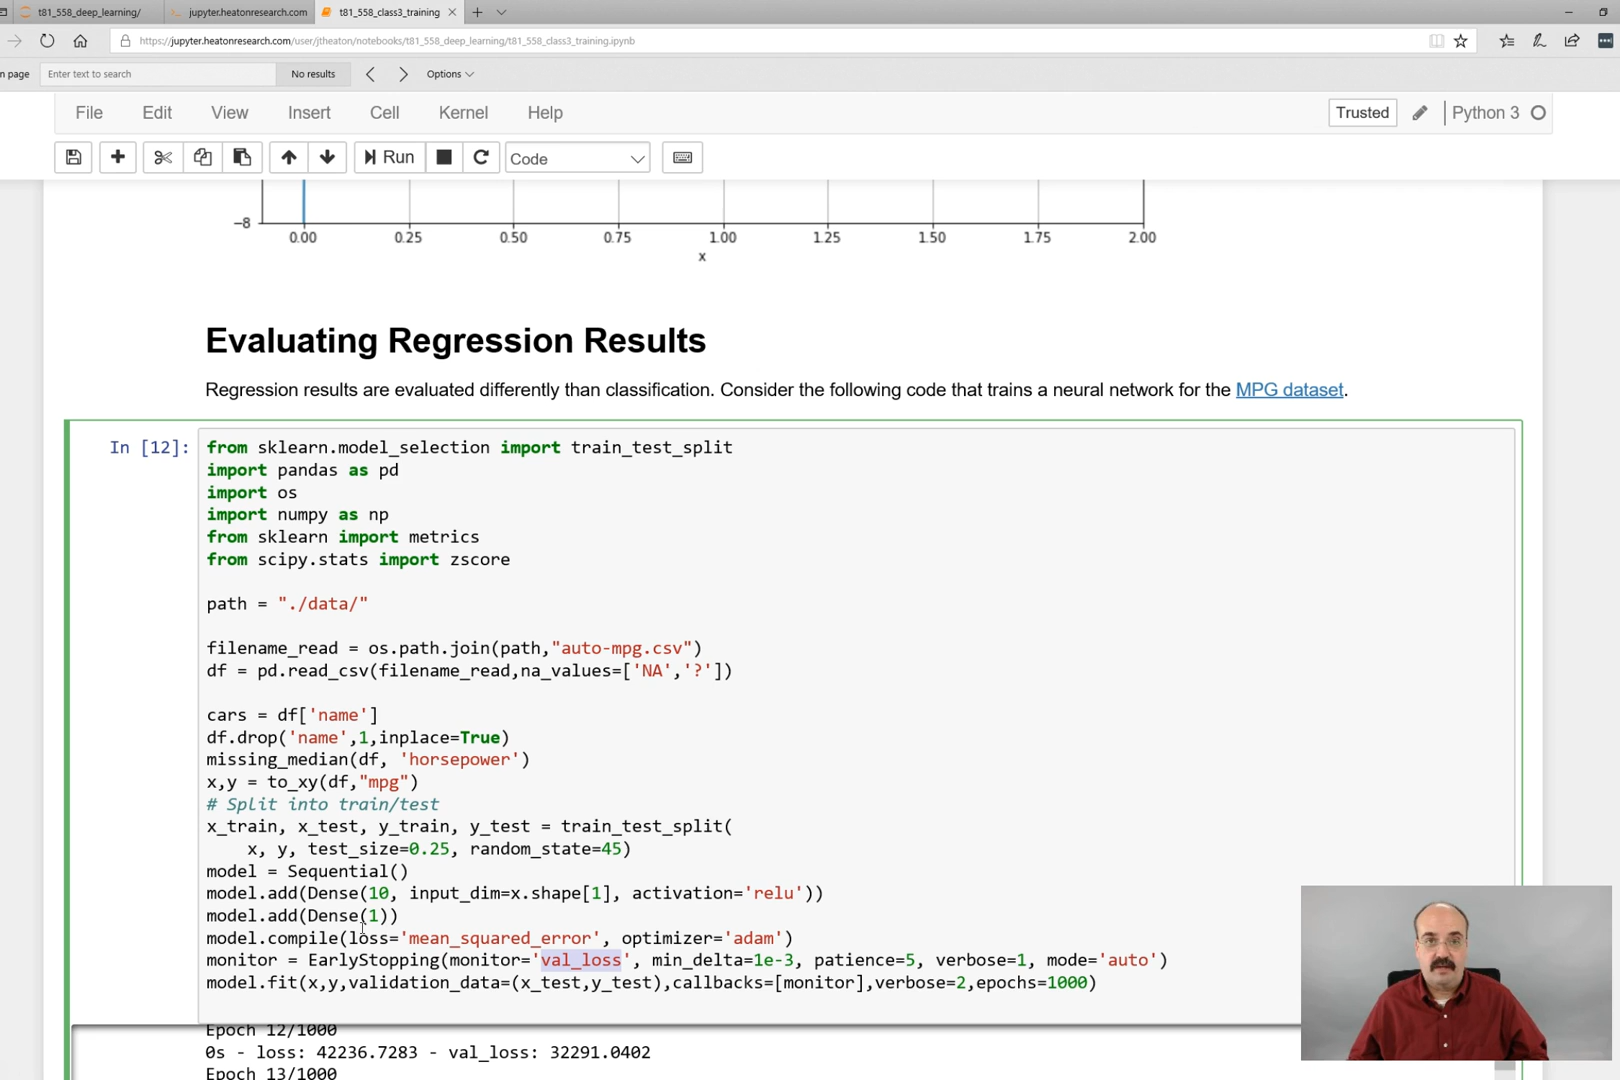 t81_558_deep_learning/
jupyter.heatonresearch.com
t81_558_class3_training
https://jupyter.heatonresearch.com/user/jtheaton/notebooks/t81_558_deep_learning/t81_558_class3_training.ipynb
n page
Enter text to search
No results
Options
File Edit View Insert Cell Kernel Help
Trusted
Python 3
Run
Code
−8
0.00 0.25 0.50 0.75 1.00 1.25 1.50 1.75 2.00
x
Evaluating Regression Results
Regression results are evaluated differently than classification. Consider the following code that trains a neural network for the MPG dataset.
In [12]:
from sklearn.model_selection import train_test_split
import pandas as pd
import os
import numpy as np
from sklearn import metrics
from scipy.stats import zscore
path = "./data/"
filename_read = os.path.join(path,"auto-mpg.csv")
df = pd.read_csv(filename_read,na_values=['NA','?'])
cars = df['name']
df.drop('name',1,inplace=True)
missing_median(df, 'horsepower')
x,y = to_xy(df,"mpg")
# Split into train/test
x_train, x_test, y_train, y_test = train_test_split(
x, y, test_size=0.25, random_state=45)
model = Sequential()
model.add(Dense(10, input_dim=x.shape[1], activation='relu'))
model.add(Dense(1))
model.compile(loss='mean_squared_error', optimizer='adam')
monitor = EarlyStopping(monitor='val_loss', min_delta=1e-3, patience=5, verbose=1, mode='auto')
model.fit(x,y,validation_data=(x_test,y_test),callbacks=[monitor],verbose=2,epochs=1000)
Epoch 12/1000
0s - loss: 42236.7283 - val_loss: 32291.0402
Epoch 13/1000